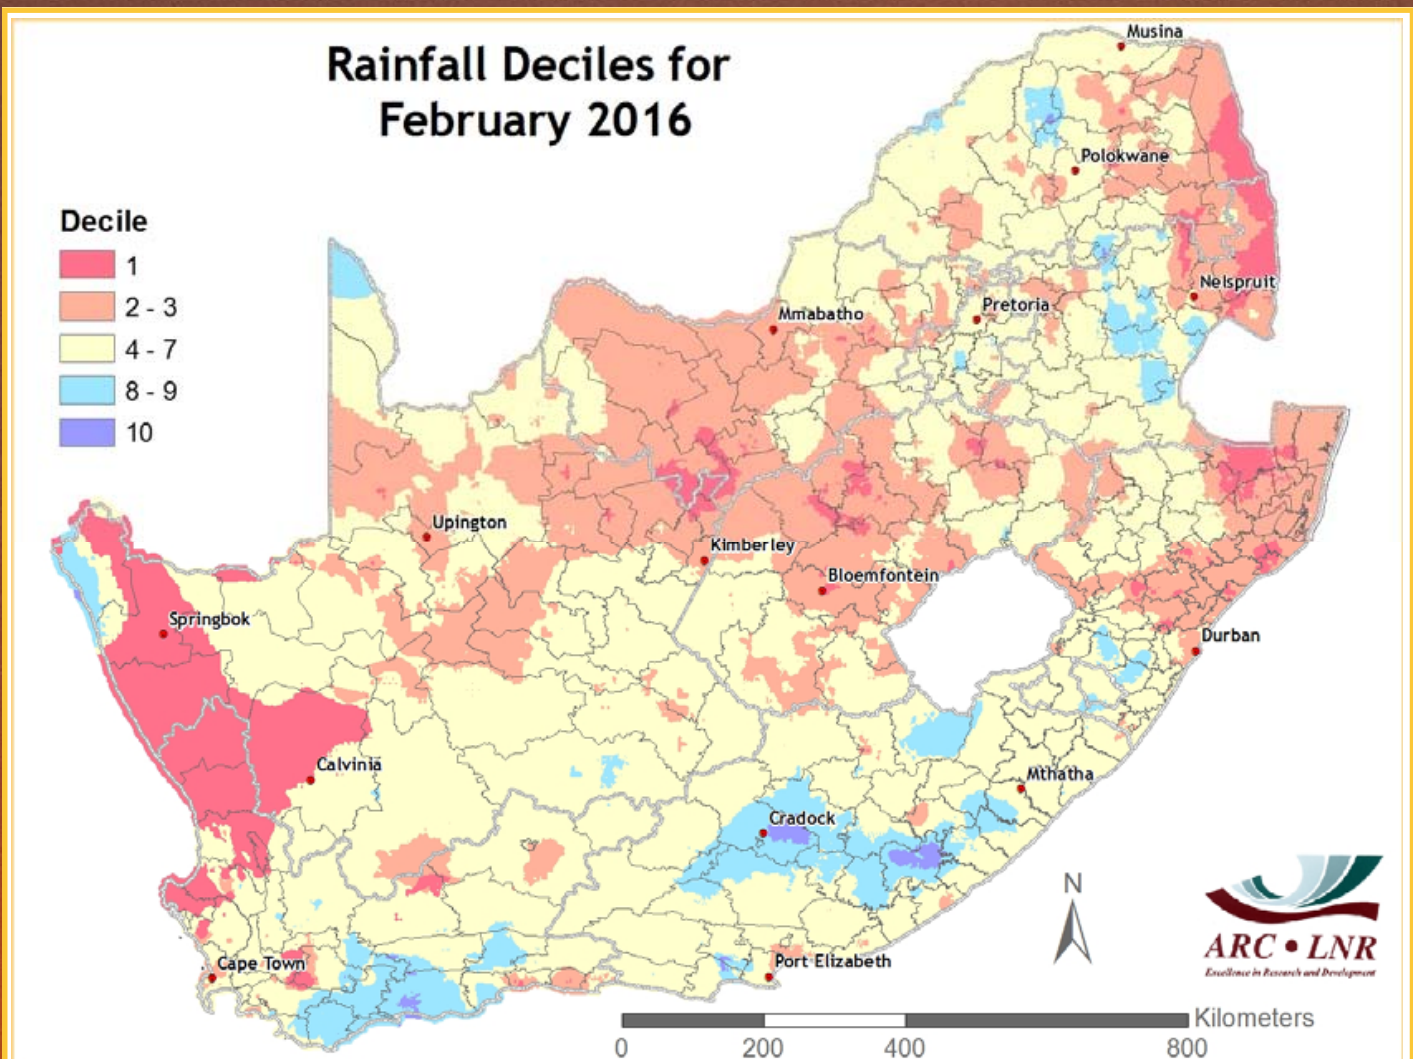 Rainfall Deciles for
February 2016
Decile
1
2 - 3
4 - 7
8 - 9
10
Musina
Polokwane
Nelspruit
Pretoria
Mmabatho
Upington
Kimberley
Bloemfontein
Springbok
Durban
Calvinia
Mthatha
Cradock
Cape Town
Port Elizabeth
N
ARC • LNR
Excellence in Research and Development
Kilometers
0 200 400 800